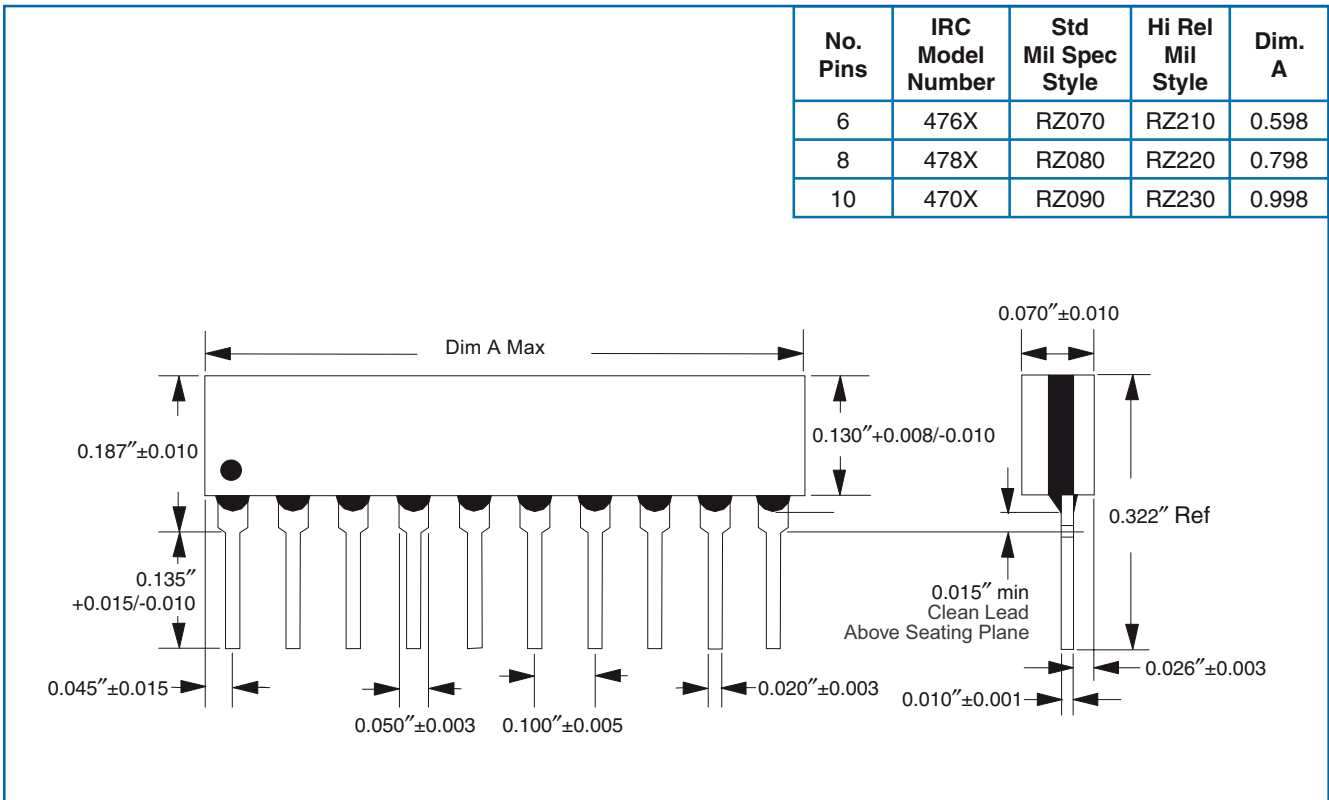 No. Pins
IRC Model Number
Std Mil Spec Style
Hi Rel Mil Style
Dim. A
6 476X RZ070 RZ210 0.598
8 478X RZ080 RZ220 0.798
10 470X RZ090 RZ230 0.998
0.070″±0.010
Dim A Max
0.187″±0.010
0.130″+0.008/-0.010
0.322″ Ref
0.135″
+0.015/-0.010
0.015″ min
Clean Lead
Above Seating Plane
0.045″±0.015
0.050″±0.003
0.100″±0.005
0.020″±0.003
0.010″±0.001
0.026″±0.003